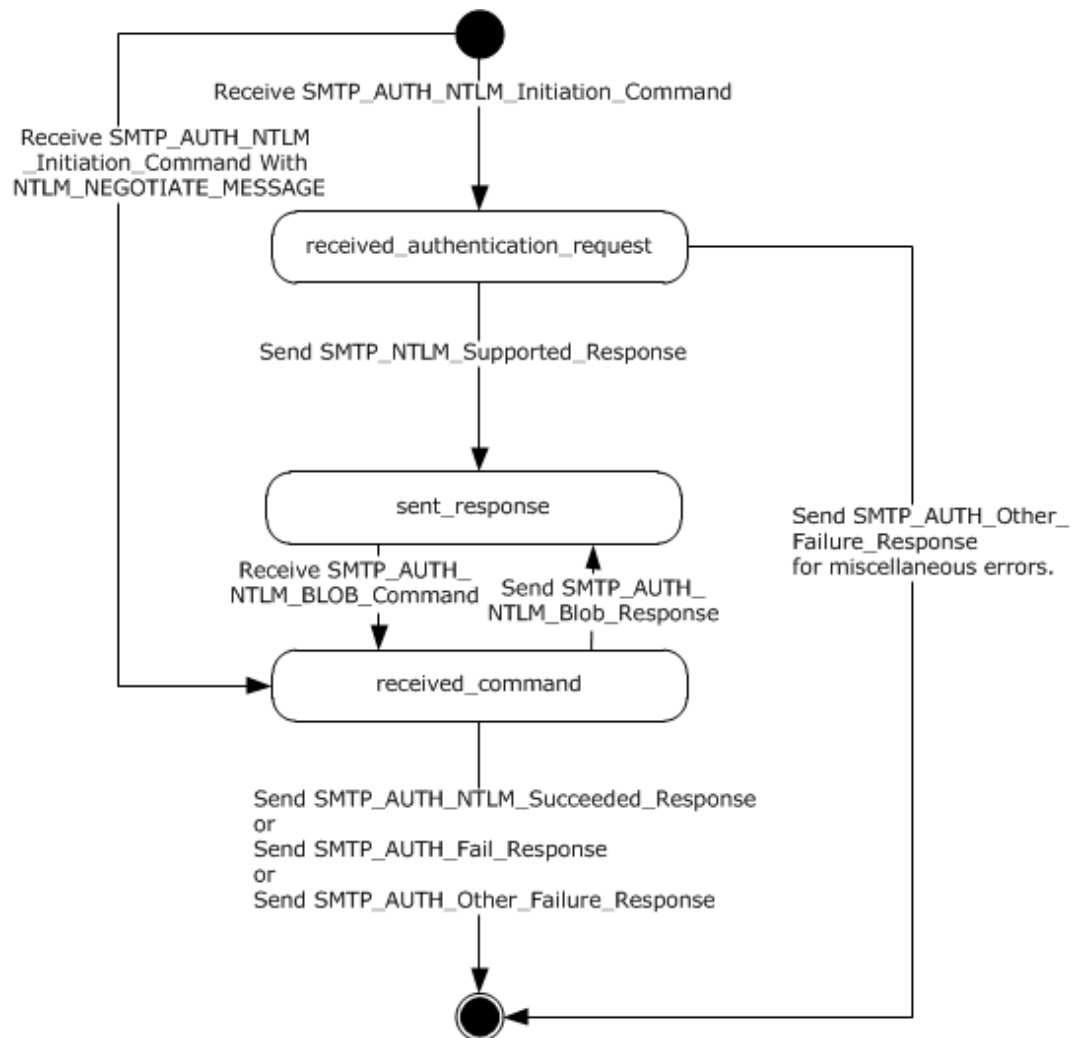 Receive SMTP_AUTH_NTLM_Initiation_Command
Receive SMTP_AUTH_NTLM
_Initiation_Command With
NTLM_NEGOTIATE_MESSAGE
received_authentication_request
Send SMTP_NTLM_Supported_Response
sent_response
Send SMTP_AUTH_Other_
Failure_Response
for miscellaneous errors.
Receive SMTP_AUTH_
NTLM_BLOB_Command
Send SMTP_AUTH_
NTLM_Blob_Response
received_command
Send SMTP_AUTH_NTLM_Succeeded_Response
or
Send SMTP_AUTH_Fail_Response
or
Send SMTP_AUTH_Other_Failure_Response